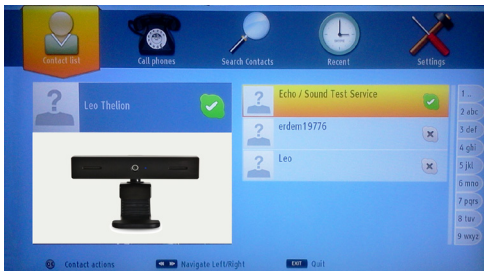 Contact list
Call phones
Search Contacts
Recent
Settings
Leo Thelion
Echo / Sound Test Service
erdem19776
Leo
1 ..
2 abc
3 def
4 ghi
5 jkl
6 mno
7 pqrs
8 tuv
9 wxyz
OK Contact actions
Navigate Left/Right
EXIT Quit